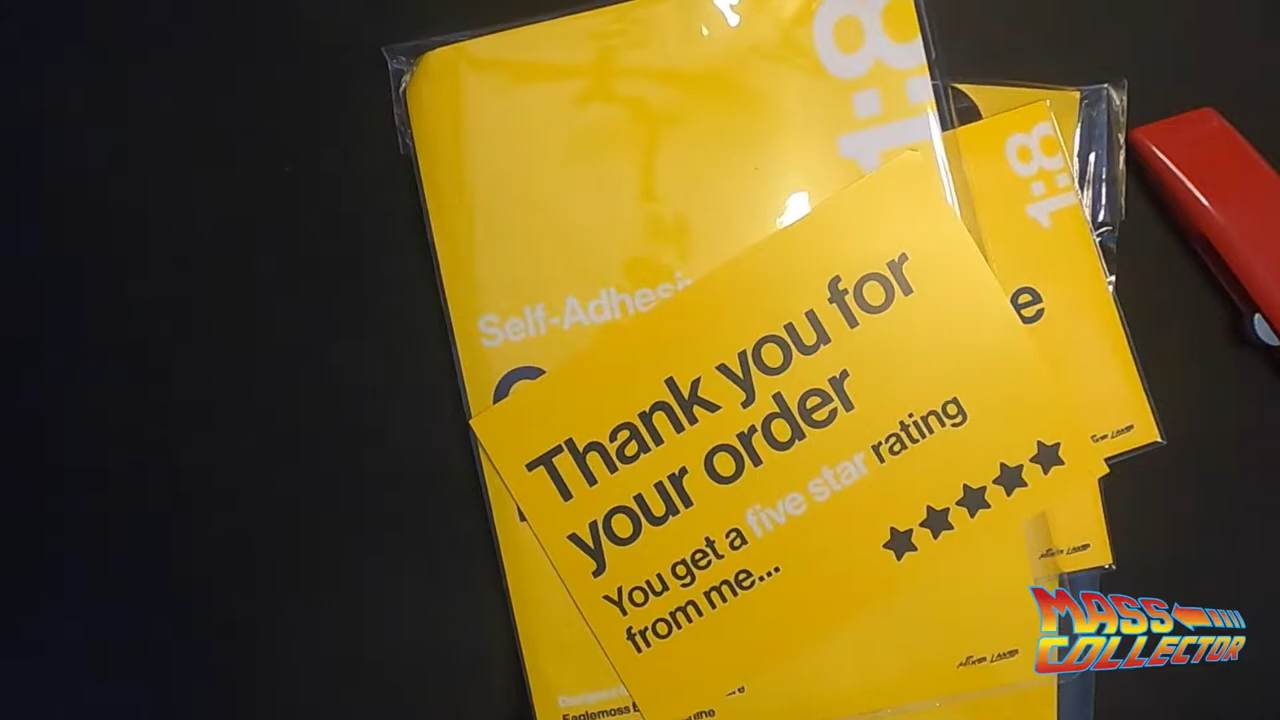 1:8
1:8
Self-Adhesi
e
Thank you for
your order
You get a five star rating
from me...
Eaglemoss
MASS
COLLECTOR